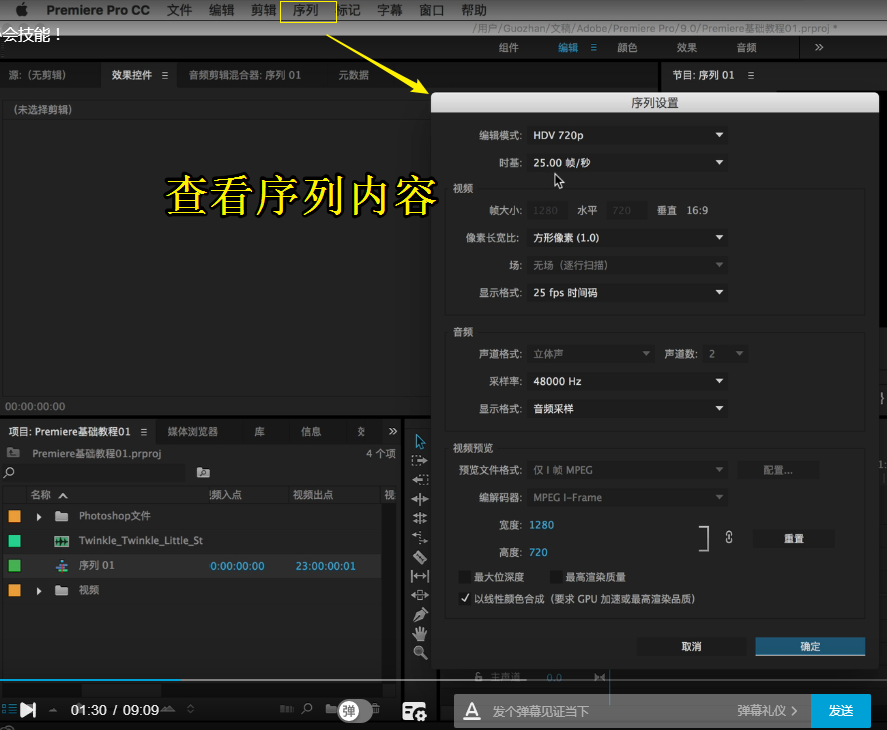 Premiere Pro CC 文件 编辑 剪辑 序列 标记 字幕 窗口 帮助
/用户/Guozhan/文稿/Adobe/Premiere Pro/9.0/Premiere基础教程01.prproj *
会技能！
组件 编辑 颜色 效果 音频
源: (无剪辑) 效果控件 音频剪辑混合器: 序列 01 元数据 节目: 序列 01
(未选择剪辑)
序列设置
编辑模式: HDV 720p
时基: 25.00 帧/秒
查看序列内容
视频
帧大小: 1280 水平 720 垂直 16:9
像素长宽比: 方形像素 (1.0)
场: 无场（逐行扫描）
显示格式: 25 fps 时间码
音频
声道格式: 立体声 声道数: 2
采样率: 48000 Hz
显示格式: 音频采样
00:00:00:00
视频预览
预览文件格式: 仅 I 帧 MPEG 配置...
编解码器: MPEG I-Frame
宽度: 1280
高度: 720
重置
最大位深度 最高渲染质量
以线性颜色合成（要求 GPU 加速或最高渲染品质）
取消 确定
项目: Premiere基础教程01 媒体浏览器 库 信息
Premiere基础教程01.prproj 4 个项
名称 频入点 视频出点 视
Photoshop文件
Twinkle_Twinkle_Little_St
序列 01 0:00:00:00 23:00:00:01
视频
主声道 0.0
01:30 / 09:09 弹 发个弹幕见证当下 弹幕礼仪 发送